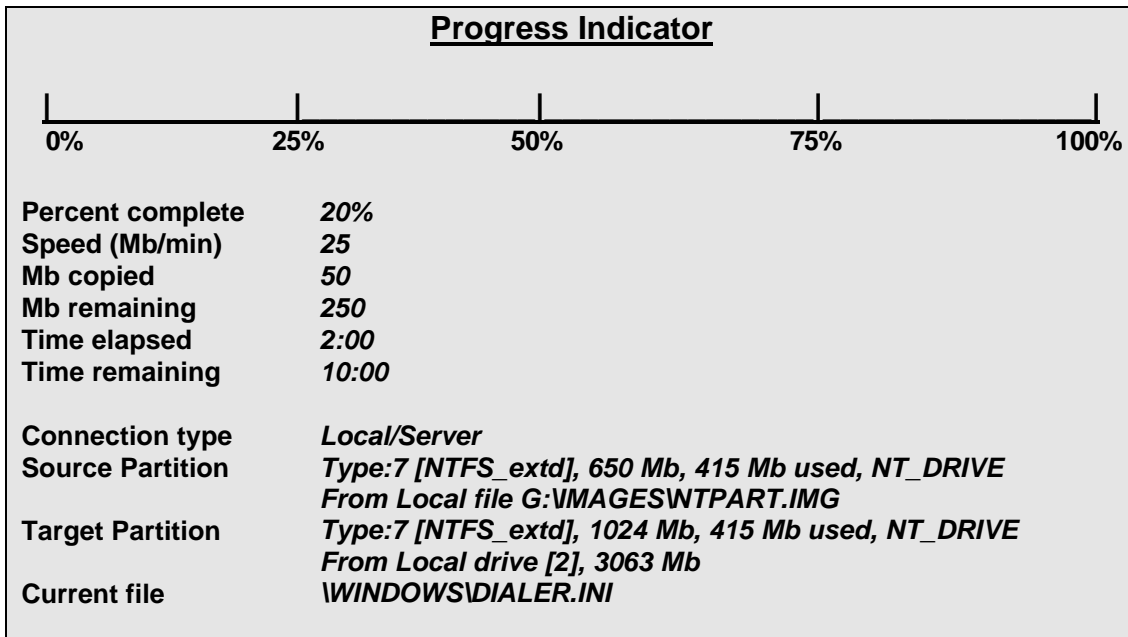 Progress Indicator
0% 25% 50% 75% 100%
Percent complete 20%
Speed (Mb/min) 25
Mb copied 50
Mb remaining 250
Time elapsed 2:00
Time remaining 10:00
Connection type Local/Server
Source Partition Type:7 [NTFS_extd], 650 Mb, 415 Mb used, NT_DRIVE
From Local file G:\IMAGES\NTPART.IMG
Target Partition Type:7 [NTFS_extd], 1024 Mb, 415 Mb used, NT_DRIVE
From Local drive [2], 3063 Mb
Current file \WINDOWS\DIALER.INI